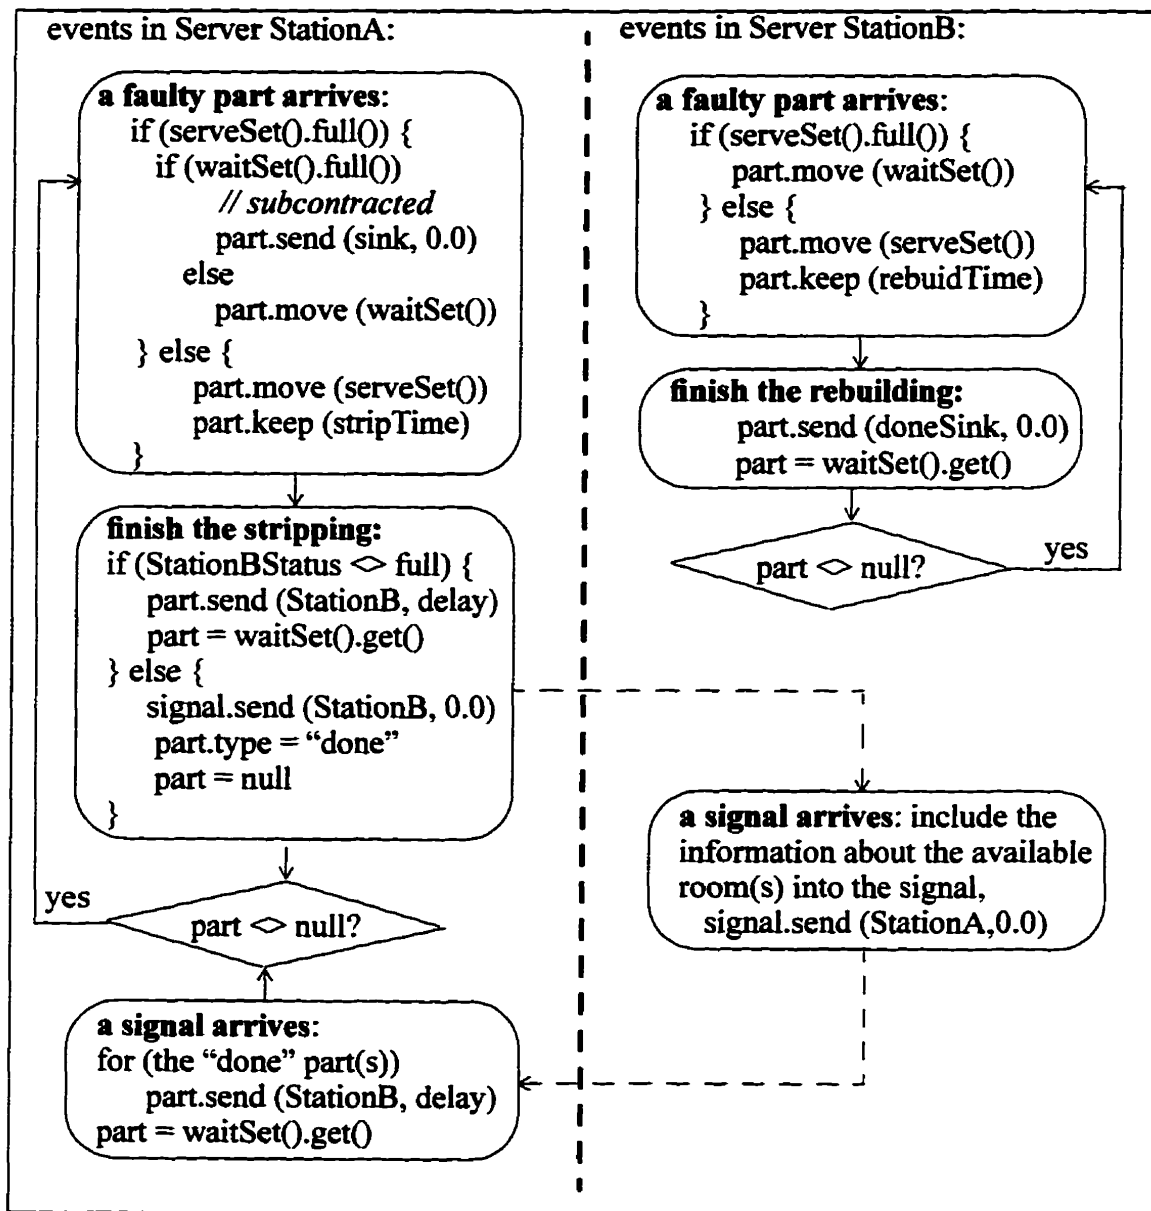 events in Server StationA:
a faulty part arrives:
if (serveSet().full()) {
if (waitSet().full())
// subcontracted
part.send (sink, 0.0)
else
part.move (waitSet())
} else {
part.move (serveSet())
part.keep (stripTime)
}
finish the stripping:
if (StationBStatus <> full) {
part.send (StationB, delay)
part = waitSet().get()
} else {
signal.send (StationB, 0.0)
part.type = “done”
part = null
}
yes
part <> null?
a signal arrives:
for (the “done” part(s))
part.send (StationB, delay)
part = waitSet().get()
events in Server StationB:
a faulty part arrives:
if (serveSet().full()) {
part.move (waitSet())
} else {
part.move (serveSet())
part.keep (rebuidTime)
}
finish the rebuilding:
part.send (doneSink, 0.0)
part = waitSet().get()
part <> null?
yes
a signal arrives: include the
information about the available
room(s) into the signal,
signal.send (StationA,0.0)